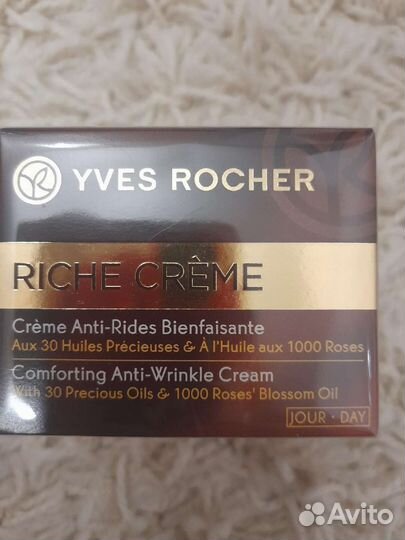 YVES ROCHER
RICHE CRÈME
Crème Anti-Rides Bienfaisante
Aux 30 Huiles Précieuses & À l'Huile aux 1000 Roses
Comforting Anti-Wrinkle Cream
With 30 Precious Oils & 1000 Roses' Blossom Oil
JOUR · DAY
Avito